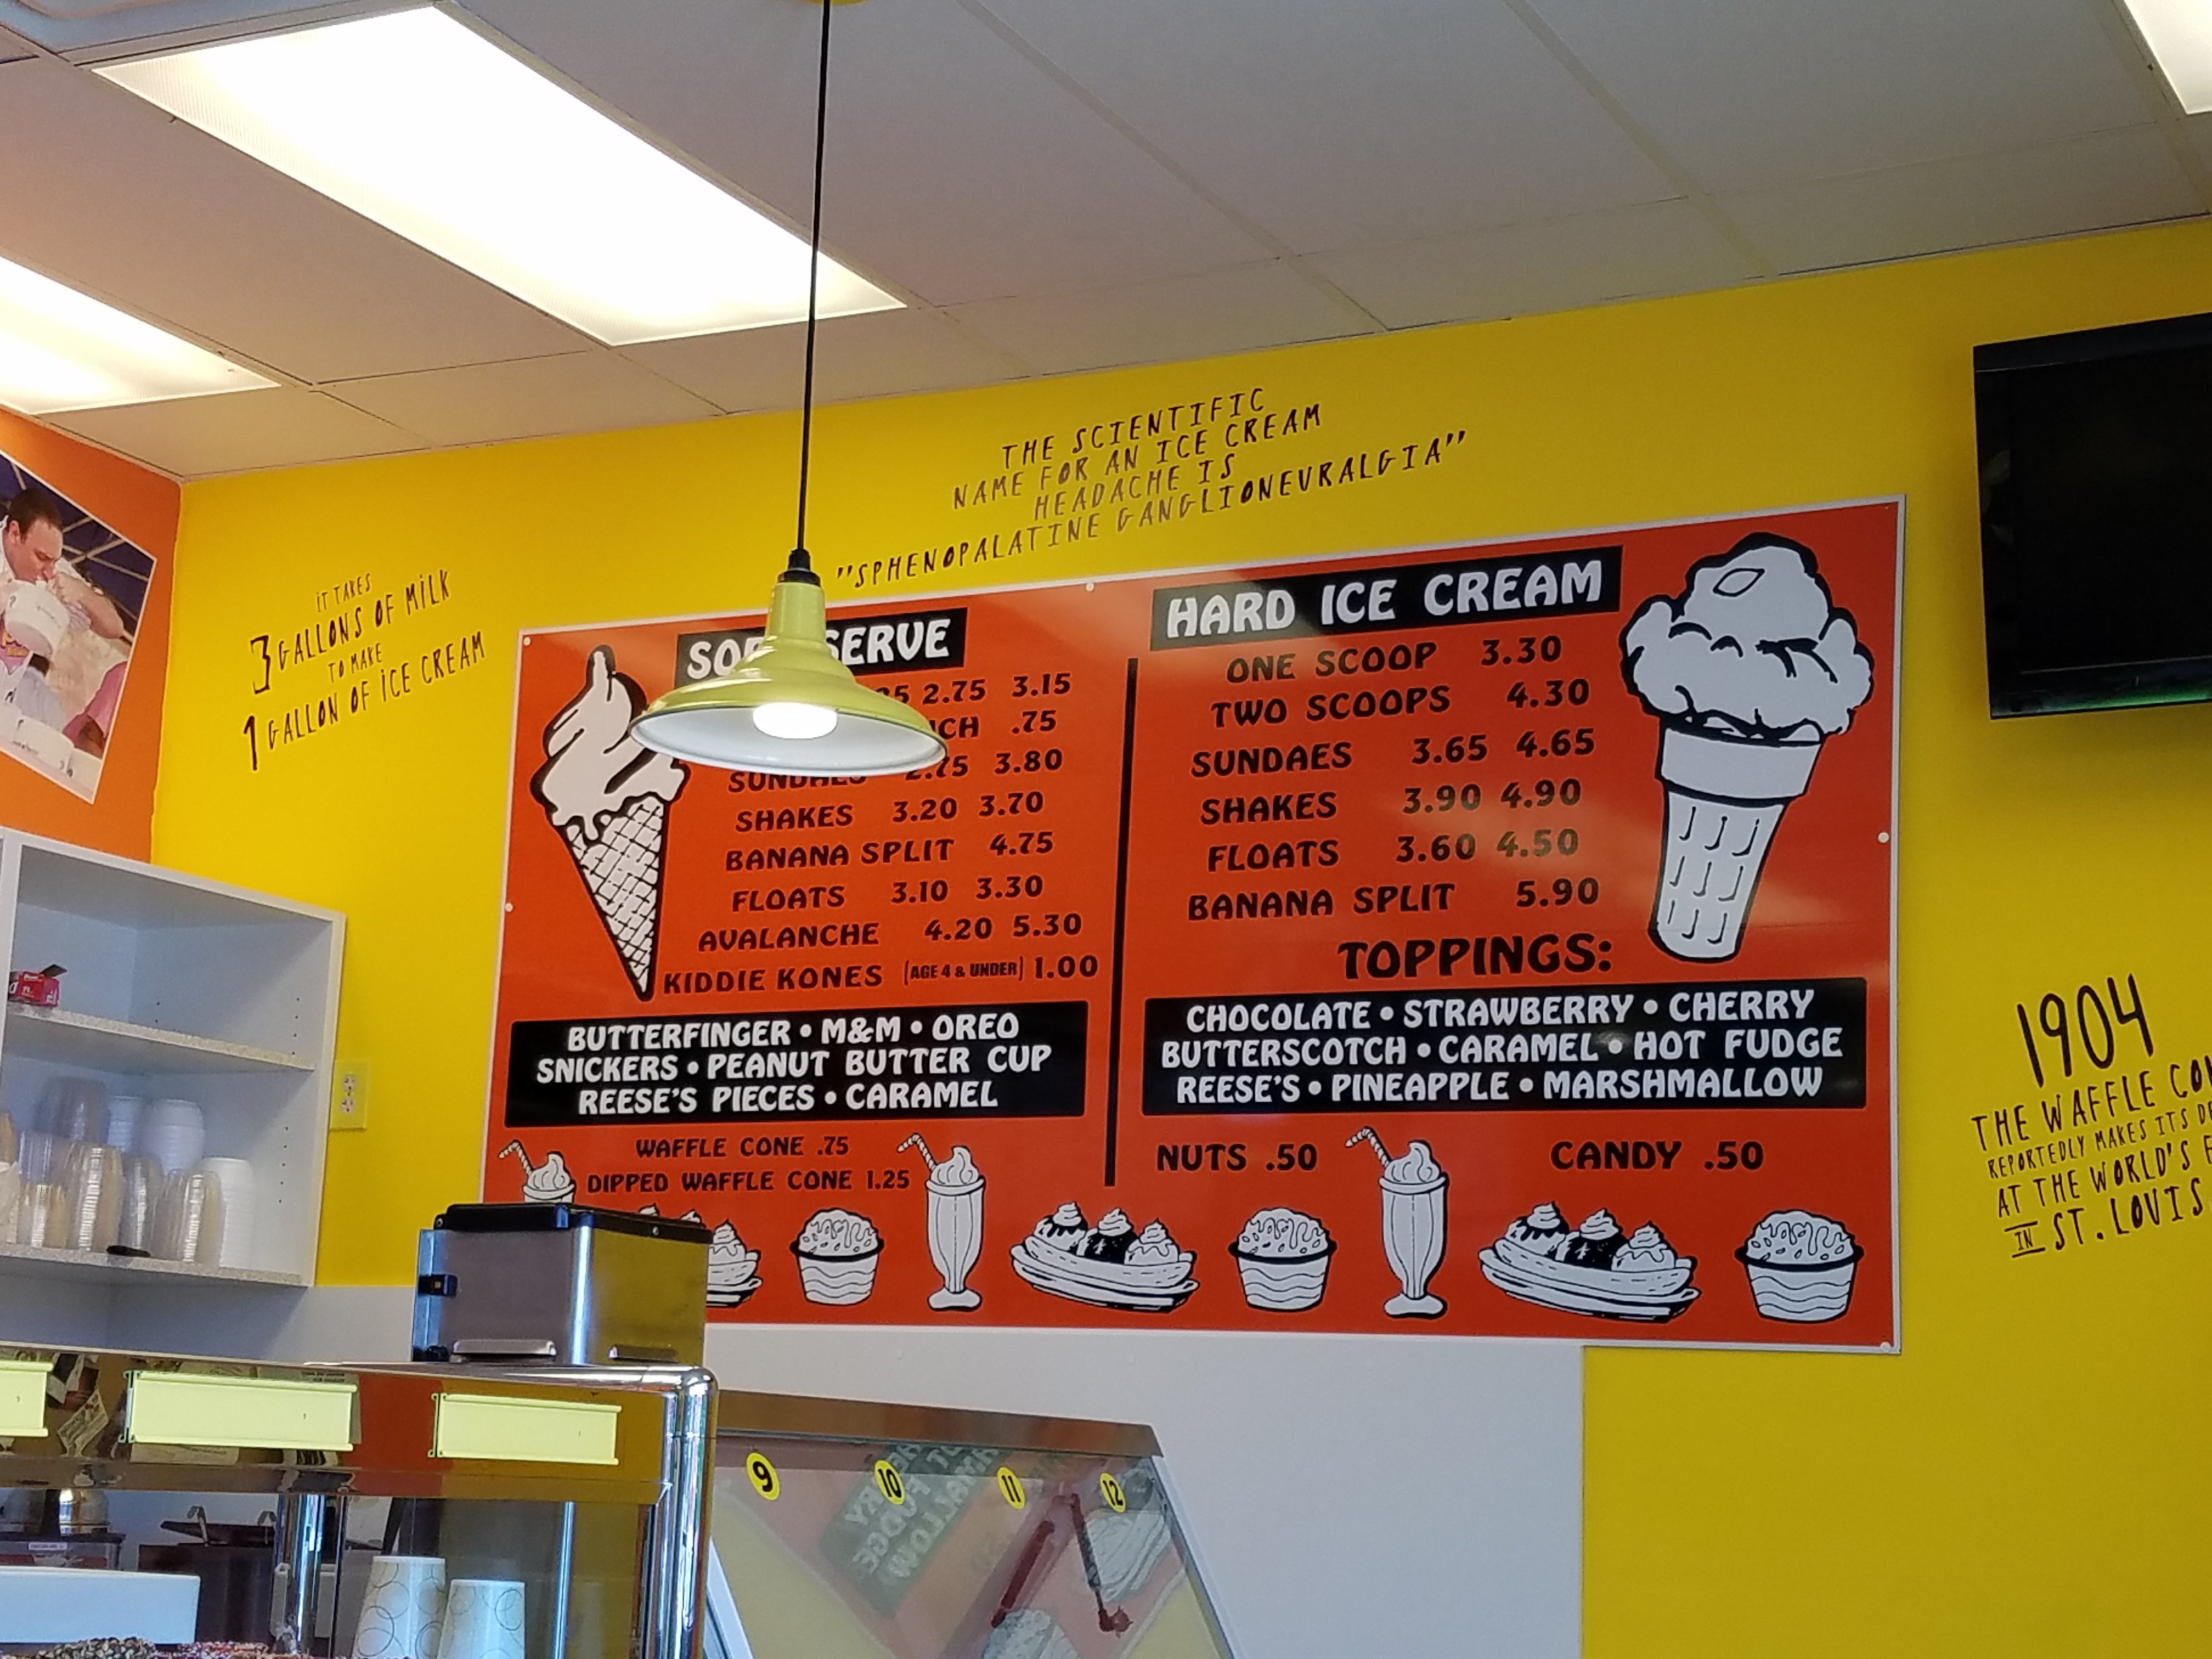 THE SCIENTIFIC
NAME FOR AN ICE CREAM
HEADACHE IS
"SPHENOPALATINE GANGLIONEURALGIA"
IT TAKES
3 GALLONS OF MILK
TO MAKE
1 GALLON OF ICE CREAM
SERVE
2.75 3.15
.75
SUNDAES 2.75 3.80
SHAKES 3.20 3.70
BANANA SPLIT 4.75
FLOATS 3.10 3.30
AVALANCHE 4.20 5.30
KIDDIE KONES (AGE 4 & UNDER) 1.00
BUTTERFINGER • M&M • OREO
SNICKERS • PEANUT BUTTER CUP
REESE'S PIECES • CARAMEL
WAFFLE CONE .75
DIPPED WAFFLE CONE 1.25
HARD ICE CREAM
ONE SCOOP 3.30
TWO SCOOPS 4.30
SUNDAES 3.65 4.65
SHAKES 3.90 4.90
FLOATS 3.60 4.50
BANANA SPLIT 5.90
TOPPINGS:
CHOCOLATE • STRAWBERRY • CHERRY
BUTTERSCOTCH • CARAMEL • HOT FUDGE
REESE'S • PINEAPPLE • MARSHMALLOW
NUTS .50 CANDY .50
1904
THE WAFFLE
REPORTEDLY MAKES ITS
AT THE WORLD'S
IN ST. LOUIS
9 10 11 12